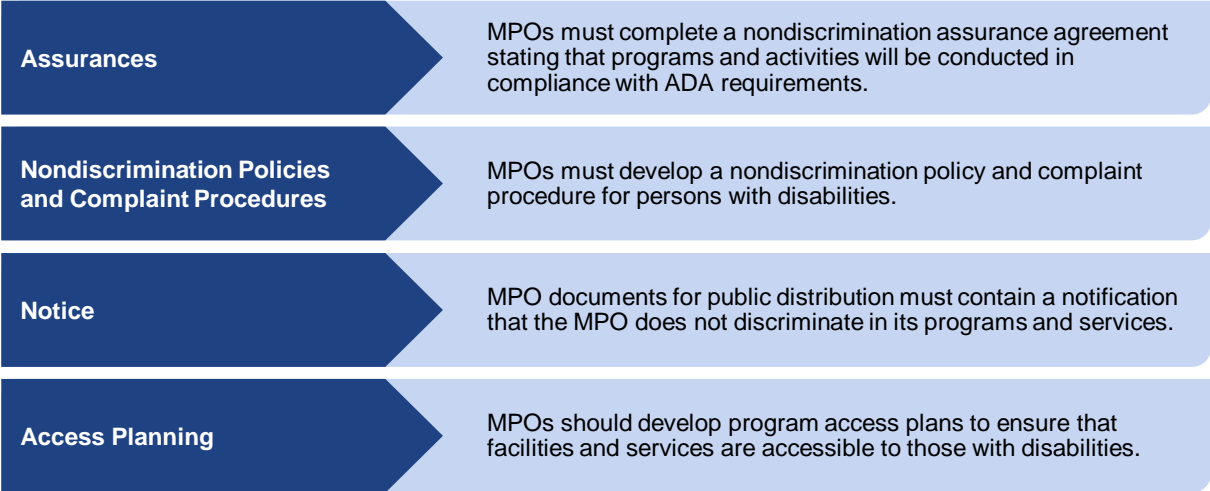 Assurances
MPOs must complete a nondiscrimination assurance agreement
stating that programs and activities will be conducted in
compliance with ADA requirements.
Nondiscrimination Policies
and Complaint Procedures
MPOs must develop a nondiscrimination policy and complaint
procedure for persons with disabilities.
Notice
MPO documents for public distribution must contain a notification
that the MPO does not discriminate in its programs and services.
Access Planning
MPOs should develop program access plans to ensure that
facilities and services are accessible to those with disabilities.